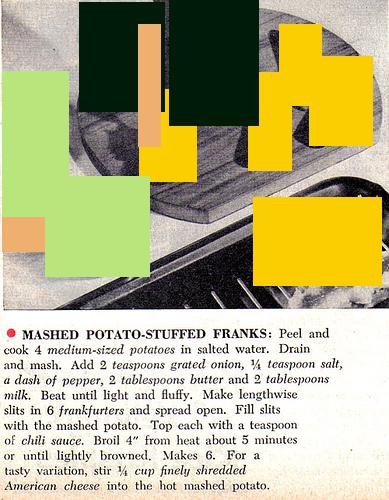 MASHED POTATO-STUFFED FRANKS: Peel and
cook 4 medium-sized potatoes in salted water. Drain
and mash. Add 2 teaspoons grated onion, ¼ teaspoon salt,
a dash of pepper, 2 tablespoons butter and 2 tablespoons
milk. Beat until light and fluffy. Make lengthwise
slits in 6 frankfurters and spread open. Fill slits
with the mashed potato. Top each with a teaspoon
of chili sauce. Broil 4" from heat about 5 minutes
or until lightly browned. Makes 6. For a
tasty variation, stir ¼ cup finely shredded
American cheese into the hot mashed potato.